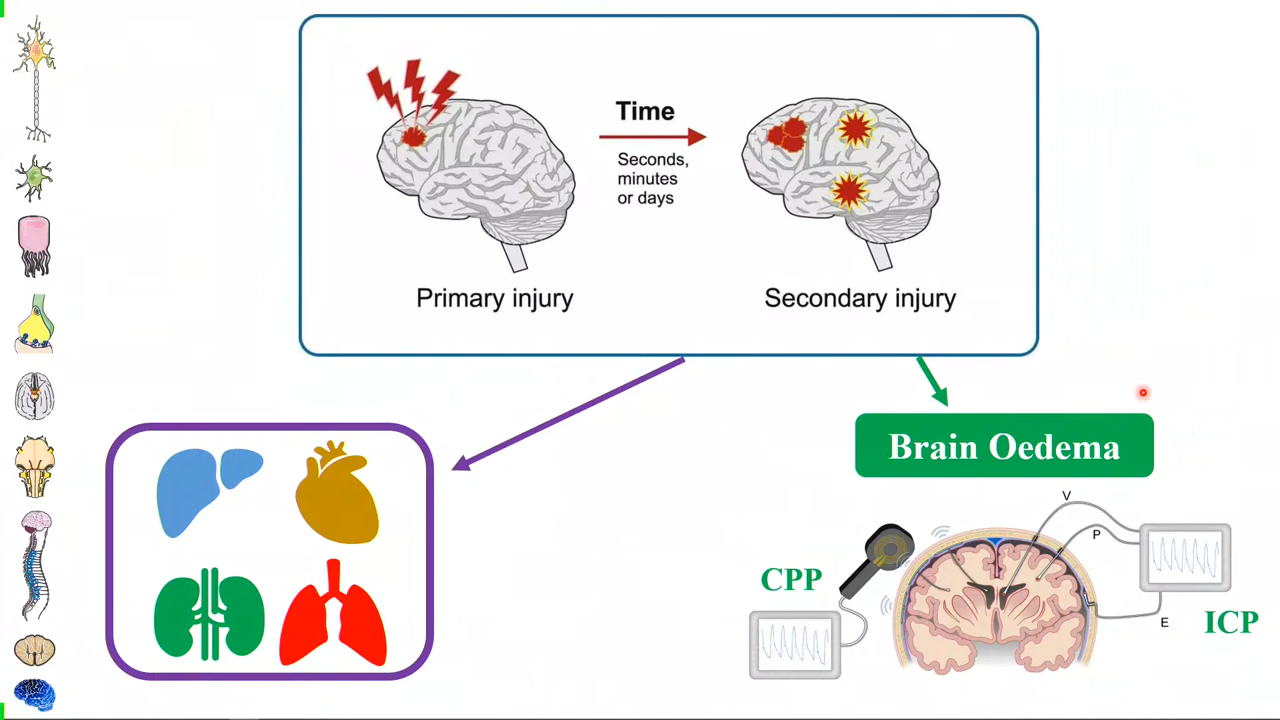 Time
Seconds,
minutes
or days
Primary injury
Secondary injury
Brain Oedema
V
P
CPP
E
ICP